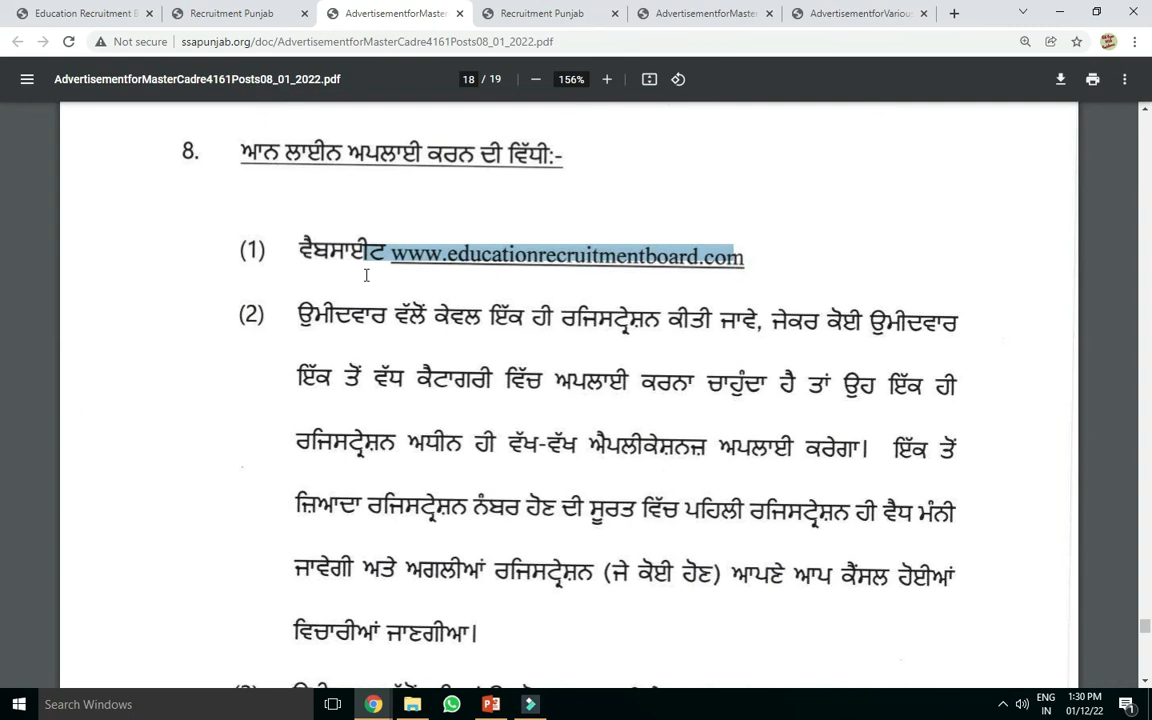 Education Recruitment B
Recruitment Punjab
AdvertisementforMaster
Recruitment Punjab
AdvertisementforMaster
AdvertisementforVariou
Not secure
ssapunjab.org/doc/AdvertisementforMasterCadre4161Posts08_01_2022.pdf
AdvertisementforMasterCadre4161Posts08_01_2022.pdf
18 / 19
156%
8. ਆਨ ਲਾਈਨ ਅਪਲਾਈ ਕਰਨ ਦੀ ਵਿੱਧੀ:-
(1) ਵੈਬਸਾਈਟ www.educationrecruitmentboard.com
(2) ਉਮੀਦਵਾਰ ਵੱਲੋਂ ਕੇਵਲ ਇੱਕ ਹੀ ਰਜਿਸਟ੍ਰੇਸ਼ਨ ਕੀਤੀ ਜਾਵੇ, ਜੇਕਰ ਕੋਈ ਉਮੀਦਵਾਰ
ਇੱਕ ਤੋਂ ਵੱਧ ਕੈਟਾਗਰੀ ਵਿੱਚ ਅਪਲਾਈ ਕਰਨਾ ਚਾਹੁੰਦਾ ਹੈ ਤਾਂ ਉਹ ਇੱਕ ਹੀ
ਰਜਿਸਟ੍ਰੇਸ਼ਨ ਅਧੀਨ ਹੀ ਵੱਖ-ਵੱਖ ਐਪਲੀਕੇਸ਼ਨਜ਼ ਅਪਲਾਈ ਕਰੇਗਾ। ਇੱਕ ਤੋਂ
ਜ਼ਿਆਦਾ ਰਜਿਸਟ੍ਰੇਸ਼ਨ ਨੰਬਰ ਹੋਣ ਦੀ ਸੂਰਤ ਵਿੱਚ ਪਹਿਲੀ ਰਜਿਸਟ੍ਰੇਸ਼ਨ ਹੀ ਵੈਧ ਮੰਨੀ
ਜਾਵੇਗੀ ਅਤੇ ਅਗਲੀਆਂ ਰਜਿਸਟ੍ਰੇਸ਼ਨ (ਜੇ ਕੋਈ ਹੋਣ) ਆਪਣੇ ਆਪ ਕੈਂਸਲ ਹੋਈਆਂ
ਵਿਚਾਰੀਆਂ ਜਾਣਗੀਆ।
Search Windows
ENG
IN
1:30 PM
01/12/22
1